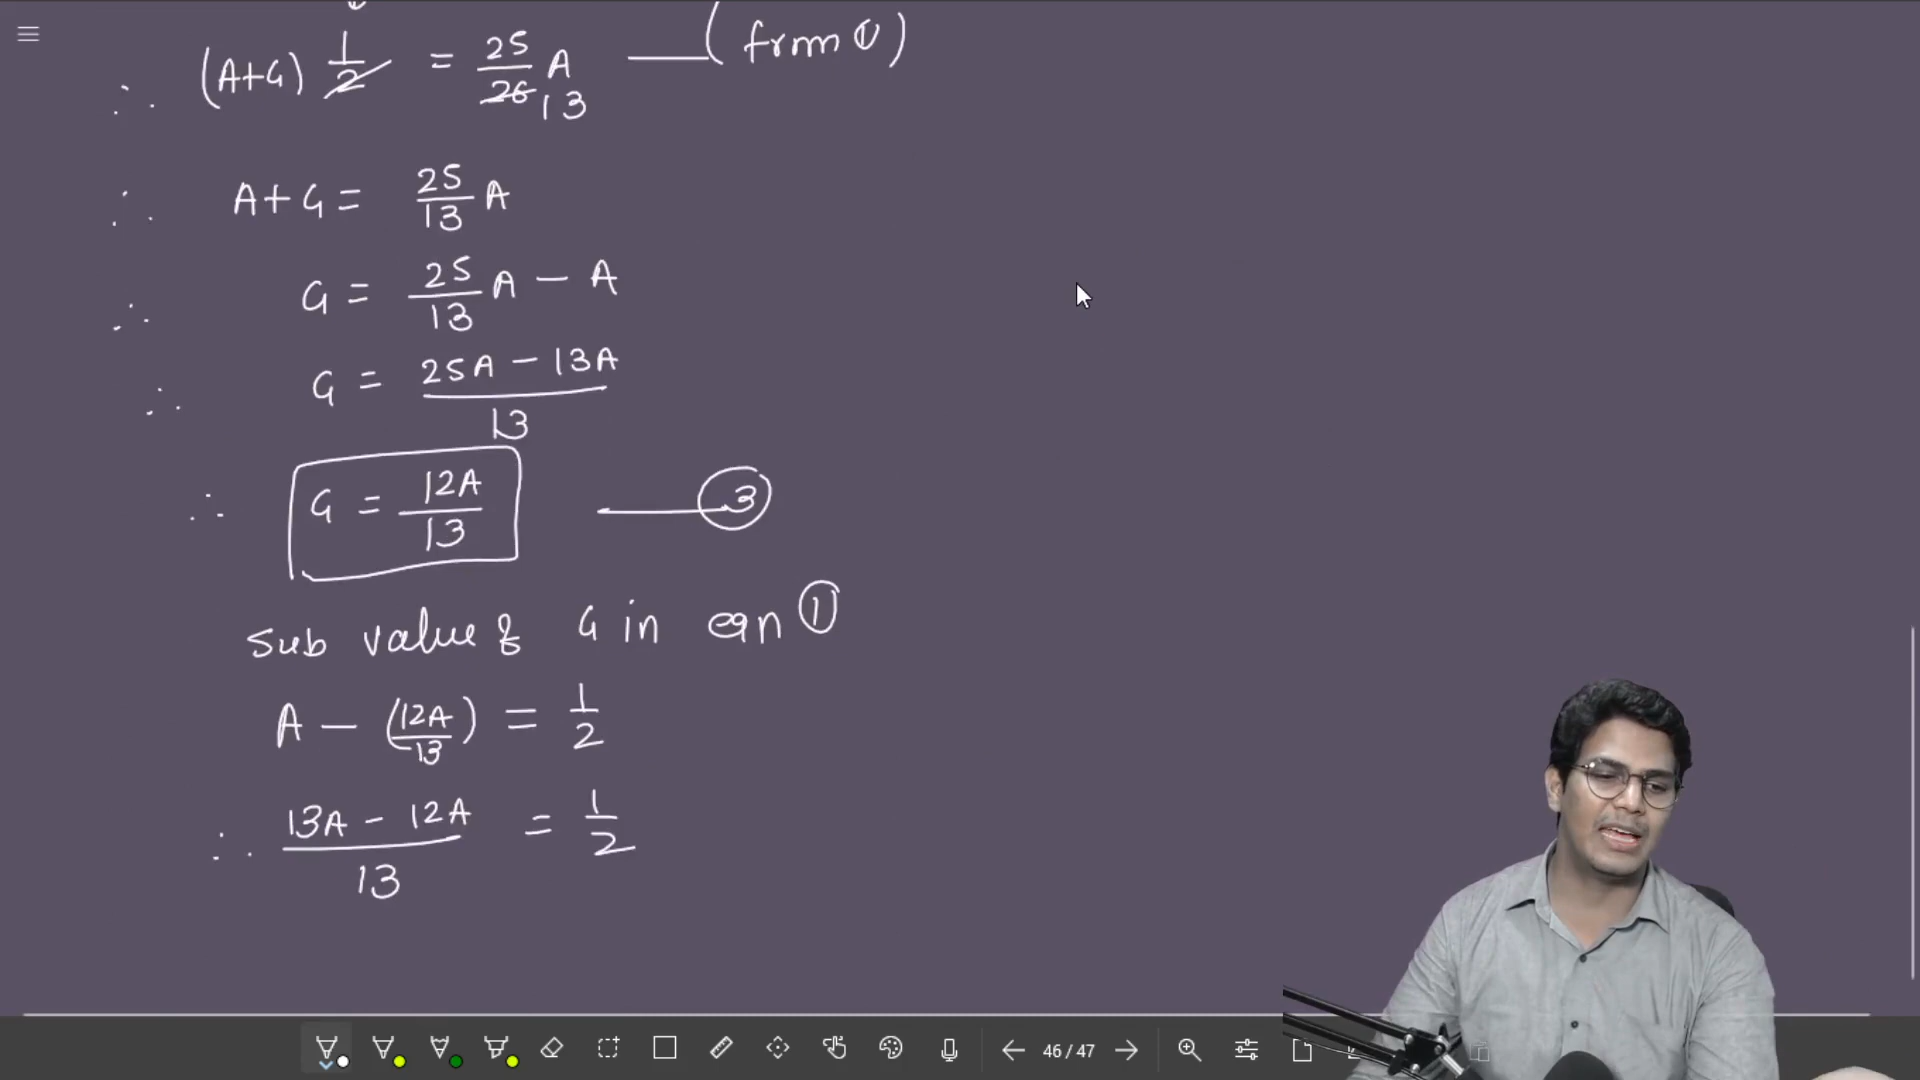 ∴ (A+G) 1/2 = 25/26 A 13 —— (from ①)
∴ A+G = 25/13 A
∴ G = 25/13 A − A
∴ G = 25A − 13A / 13
∴ G = 12A/13 —— ③
Sub value of G in eqn ①
A − (12A/13) = 1/2
∴ 13A − 12A / 13 = 1/2
46 / 47